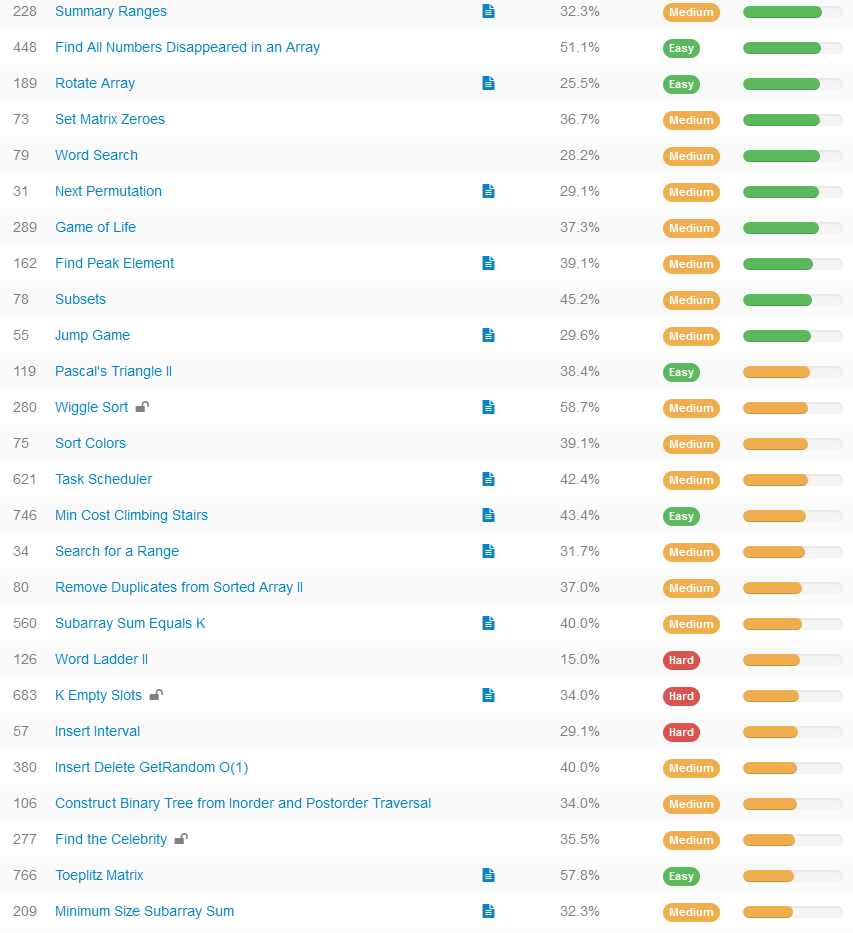 228 Summary Ranges 32.3% Medium
448 Find All Numbers Disappeared in an Array 51.1% Easy
189 Rotate Array 25.5% Easy
73 Set Matrix Zeroes 36.7% Medium
79 Word Search 28.2% Medium
31 Next Permutation 29.1% Medium
289 Game of Life 37.3% Medium
162 Find Peak Element 39.1% Medium
78 Subsets 45.2% Medium
55 Jump Game 29.6% Medium
119 Pascal's Triangle II 38.4% Easy
280 Wiggle Sort 58.7% Medium
75 Sort Colors 39.1% Medium
621 Task Scheduler 42.4% Medium
746 Min Cost Climbing Stairs 43.4% Easy
34 Search for a Range 31.7% Medium
80 Remove Duplicates from Sorted Array II 37.0% Medium
560 Subarray Sum Equals K 40.0% Medium
126 Word Ladder II 15.0% Hard
683 K Empty Slots 34.0% Hard
57 Insert Interval 29.1% Hard
380 Insert Delete GetRandom O(1) 40.0% Medium
106 Construct Binary Tree from Inorder and Postorder Traversal 34.0% Medium
277 Find the Celebrity 35.5% Medium
766 Toeplitz Matrix 57.8% Easy
209 Minimum Size Subarray Sum 32.3% Medium